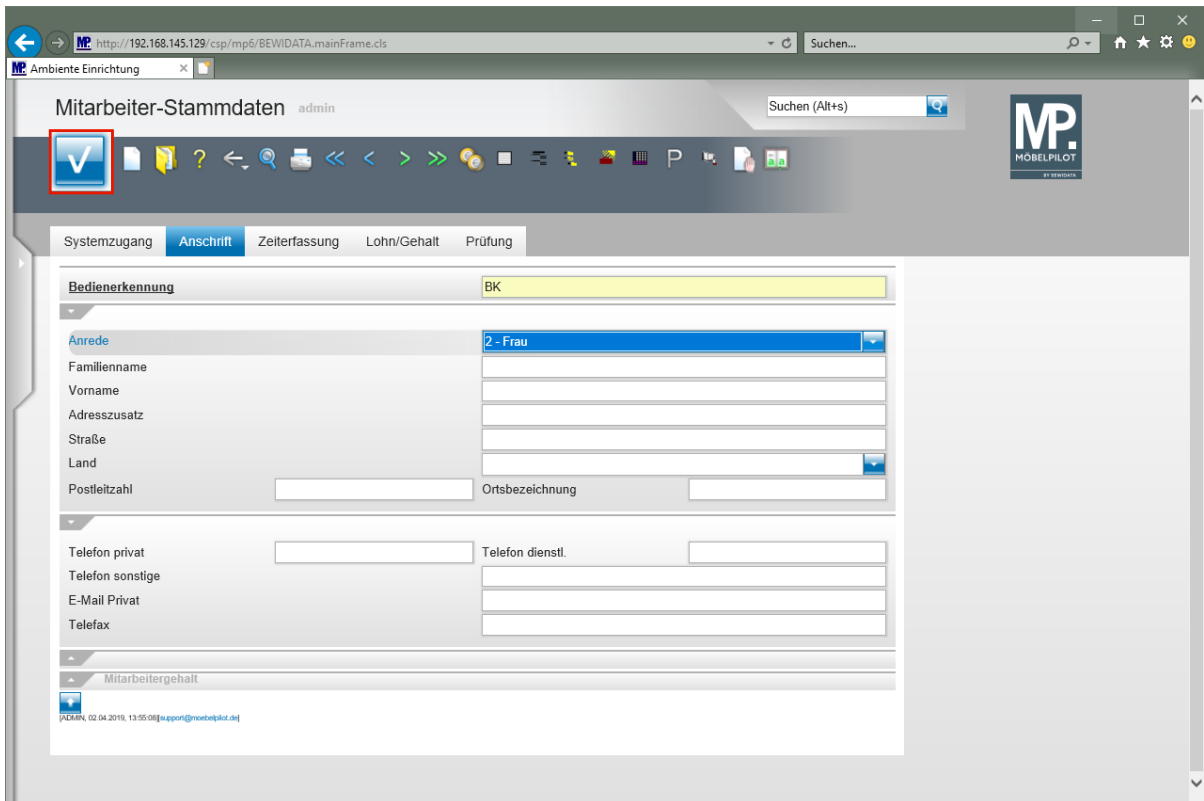 http://192.168.145.129/csp/mp6/BEWIDATA.mainFrame.cls
Suchen...
MP. Ambiente Einrichtung
Mitarbeiter-Stammdaten admin
Suchen (Alt+s)
MP.
MÖBELPILOT
BY BEWIDATA
Systemzugang Anschrift Zeiterfassung Lohn/Gehalt Prüfung
Bedienerkennung BK
Anrede 2 - Frau
Familienname
Vorname
Adresszusatz
Straße
Land
Postleitzahl Ortsbezeichnung
Telefon privat Telefon dienstl.
Telefon sonstige
E-Mail Privat
Telefax
Mitarbeitergehalt
|ADMIN, 02.04.2019, 13:55:08||support@moebelpilot.de|